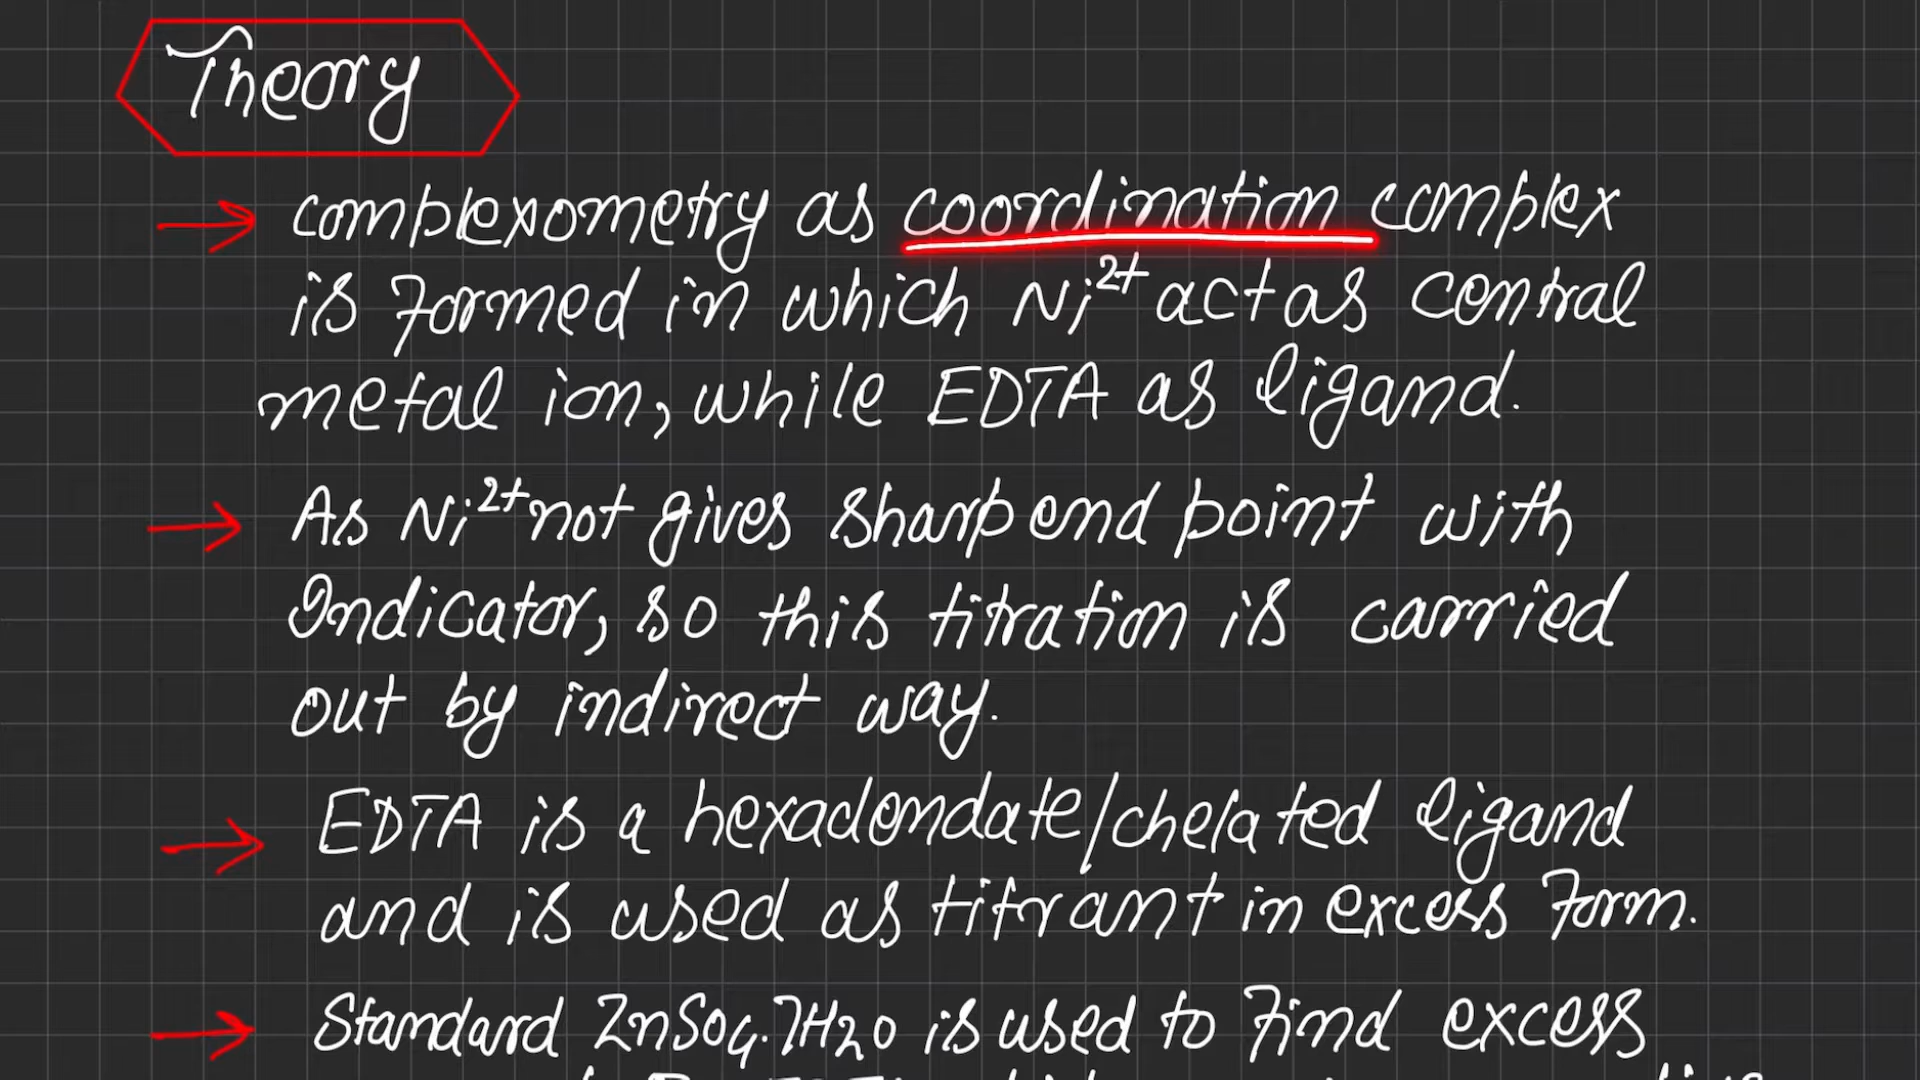 Theory
→ complexometry as coordination complex
is formed in which Ni²⁺ act as central
metal ion, while EDTA as ligand.
→ As Ni²⁺ not gives sharp end point with
Indicator, so this titration is carried
out by indirect way.
→ EDTA is a hexadendate/chelated ligand
and is used as titrant in excess form.
→ Standard ZnSO₄.7H₂O is used to find excess